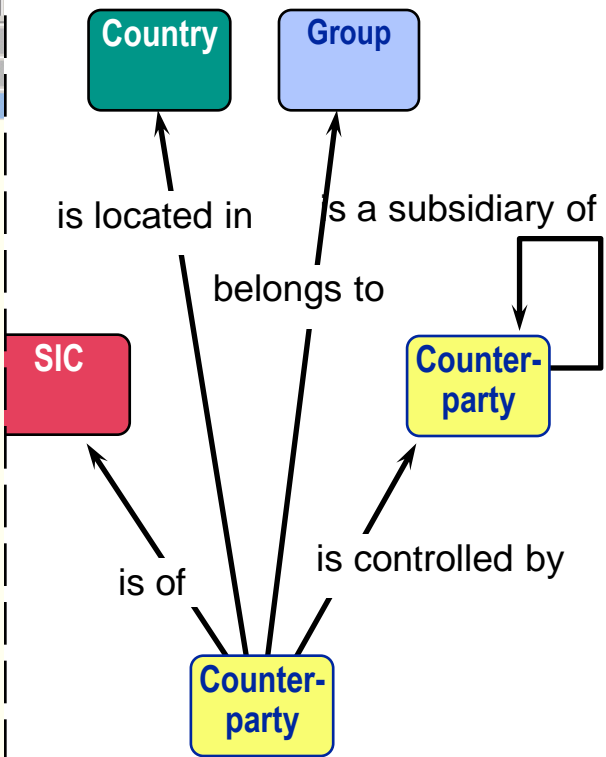 Country
Group
is located in
is a subsidiary of
belongs to
SIC
Counter-
party
is of
is controlled by
Counter-
party